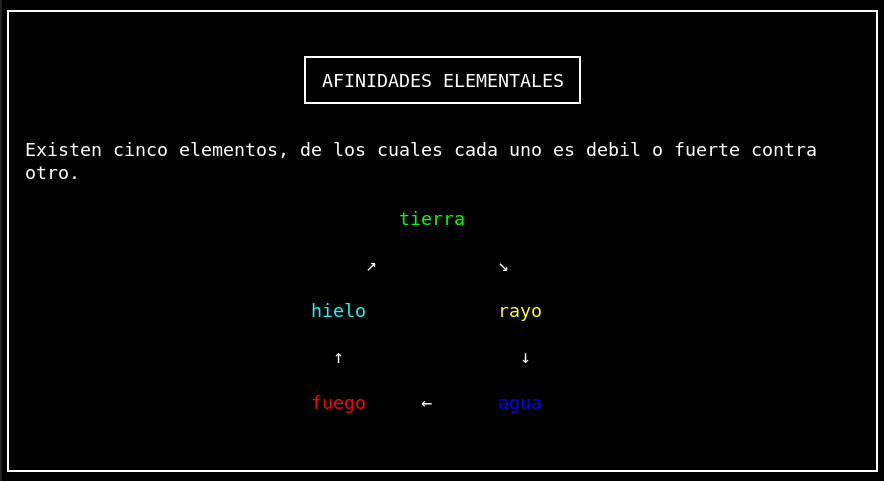 AFINIDADES ELEMENTALES
Existen cinco elementos, de los cuales cada uno es debil o fuerte contra
otro.
tierra
↗ ↘
hielo rayo
↑ ↓
fuego ← agua